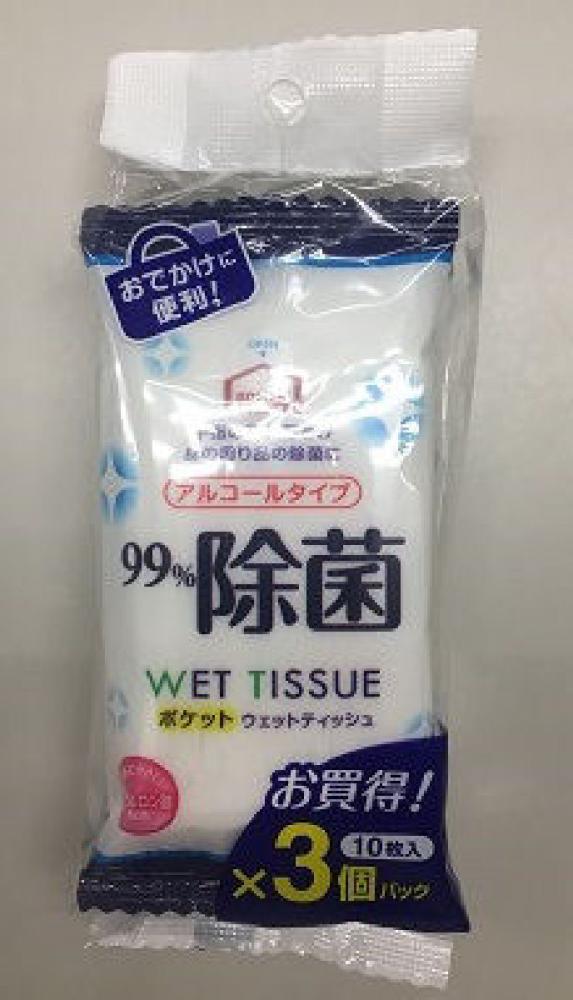 おでかけに
便利!
OPEN
身の周り品の除菌に
アルコールタイプ
99%除菌
WET TISSUE
ポケット ウェットティッシュ
お買得!
10枚入
×3個パック